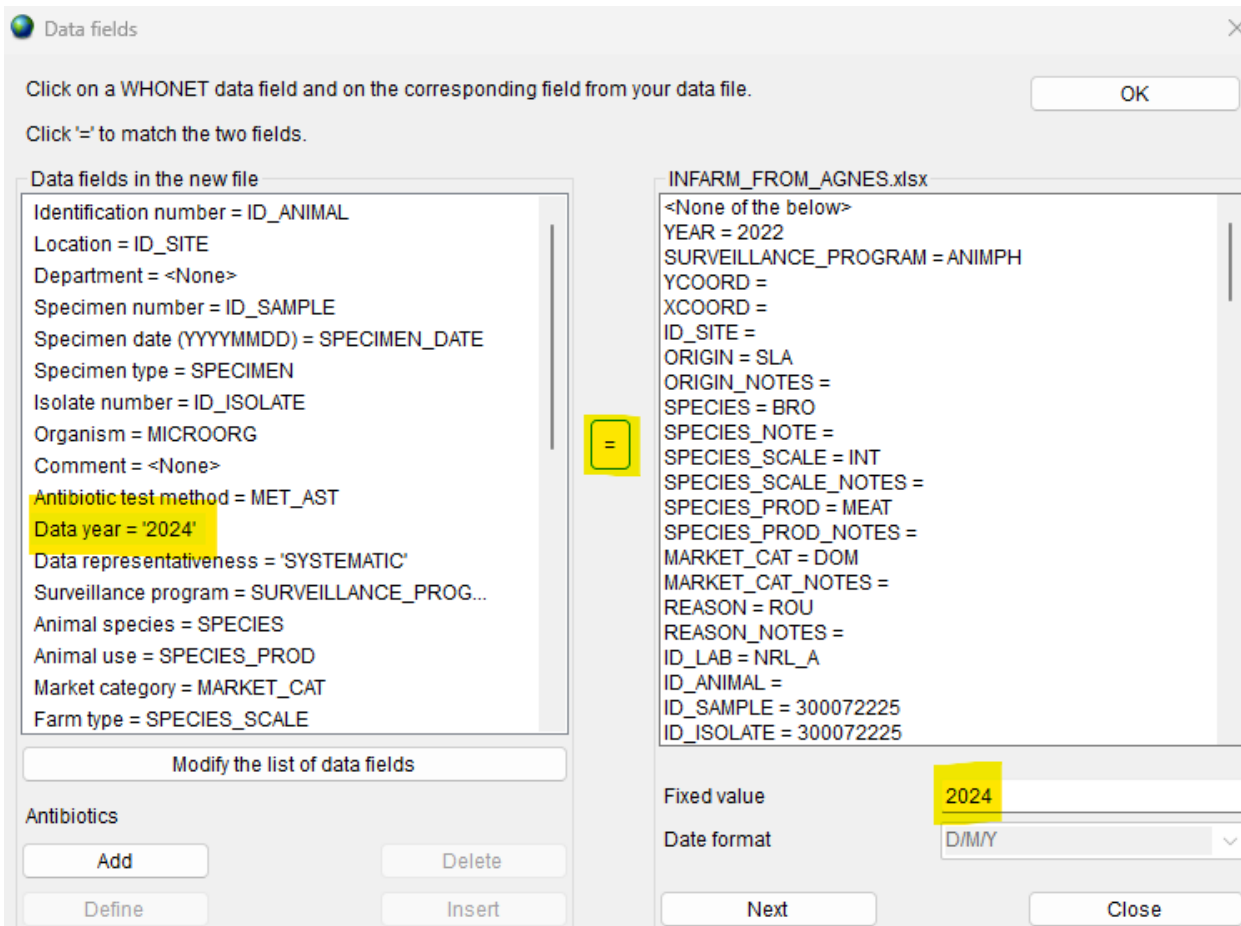 Data fields
Click on a WHONET data field and on the corresponding field from your data file.
OK
Click '=' to match the two fields.
Data fields in the new file
Identification number = ID_ANIMAL
Location = ID_SITE
Department = <None>
Specimen number = ID_SAMPLE
Specimen date (YYYYMMDD) = SPECIMEN_DATE
Specimen type = SPECIMEN
Isolate number = ID_ISOLATE
Organism = MICROORG
Comment = <None>
Antibiotic test method = MET_AST
Data year = '2024'
Data representativeness = 'SYSTEMATIC'
Surveillance program = SURVEILLANCE_PROG...
Animal species = SPECIES
Animal use = SPECIES_PROD
Market category = MARKET_CAT
Farm type = SPECIES_SCALE
Modify the list of data fields
Antibiotics
Add
Delete
Define
Insert
=
INFARM_FROM_AGNES.xlsx
<None of the below>
YEAR = 2022
SURVEILLANCE_PROGRAM = ANIMPH
YCOORD =
XCOORD =
ID_SITE =
ORIGIN = SLA
ORIGIN_NOTES =
SPECIES = BRO
SPECIES_NOTE =
SPECIES_SCALE = INT
SPECIES_SCALE_NOTES =
SPECIES_PROD = MEAT
SPECIES_PROD_NOTES =
MARKET_CAT = DOM
MARKET_CAT_NOTES =
REASON = ROU
REASON_NOTES =
ID_LAB = NRL_A
ID_ANIMAL =
ID_SAMPLE = 300072225
ID_ISOLATE = 300072225
Fixed value
2024
Date format
D/M/Y
Next
Close